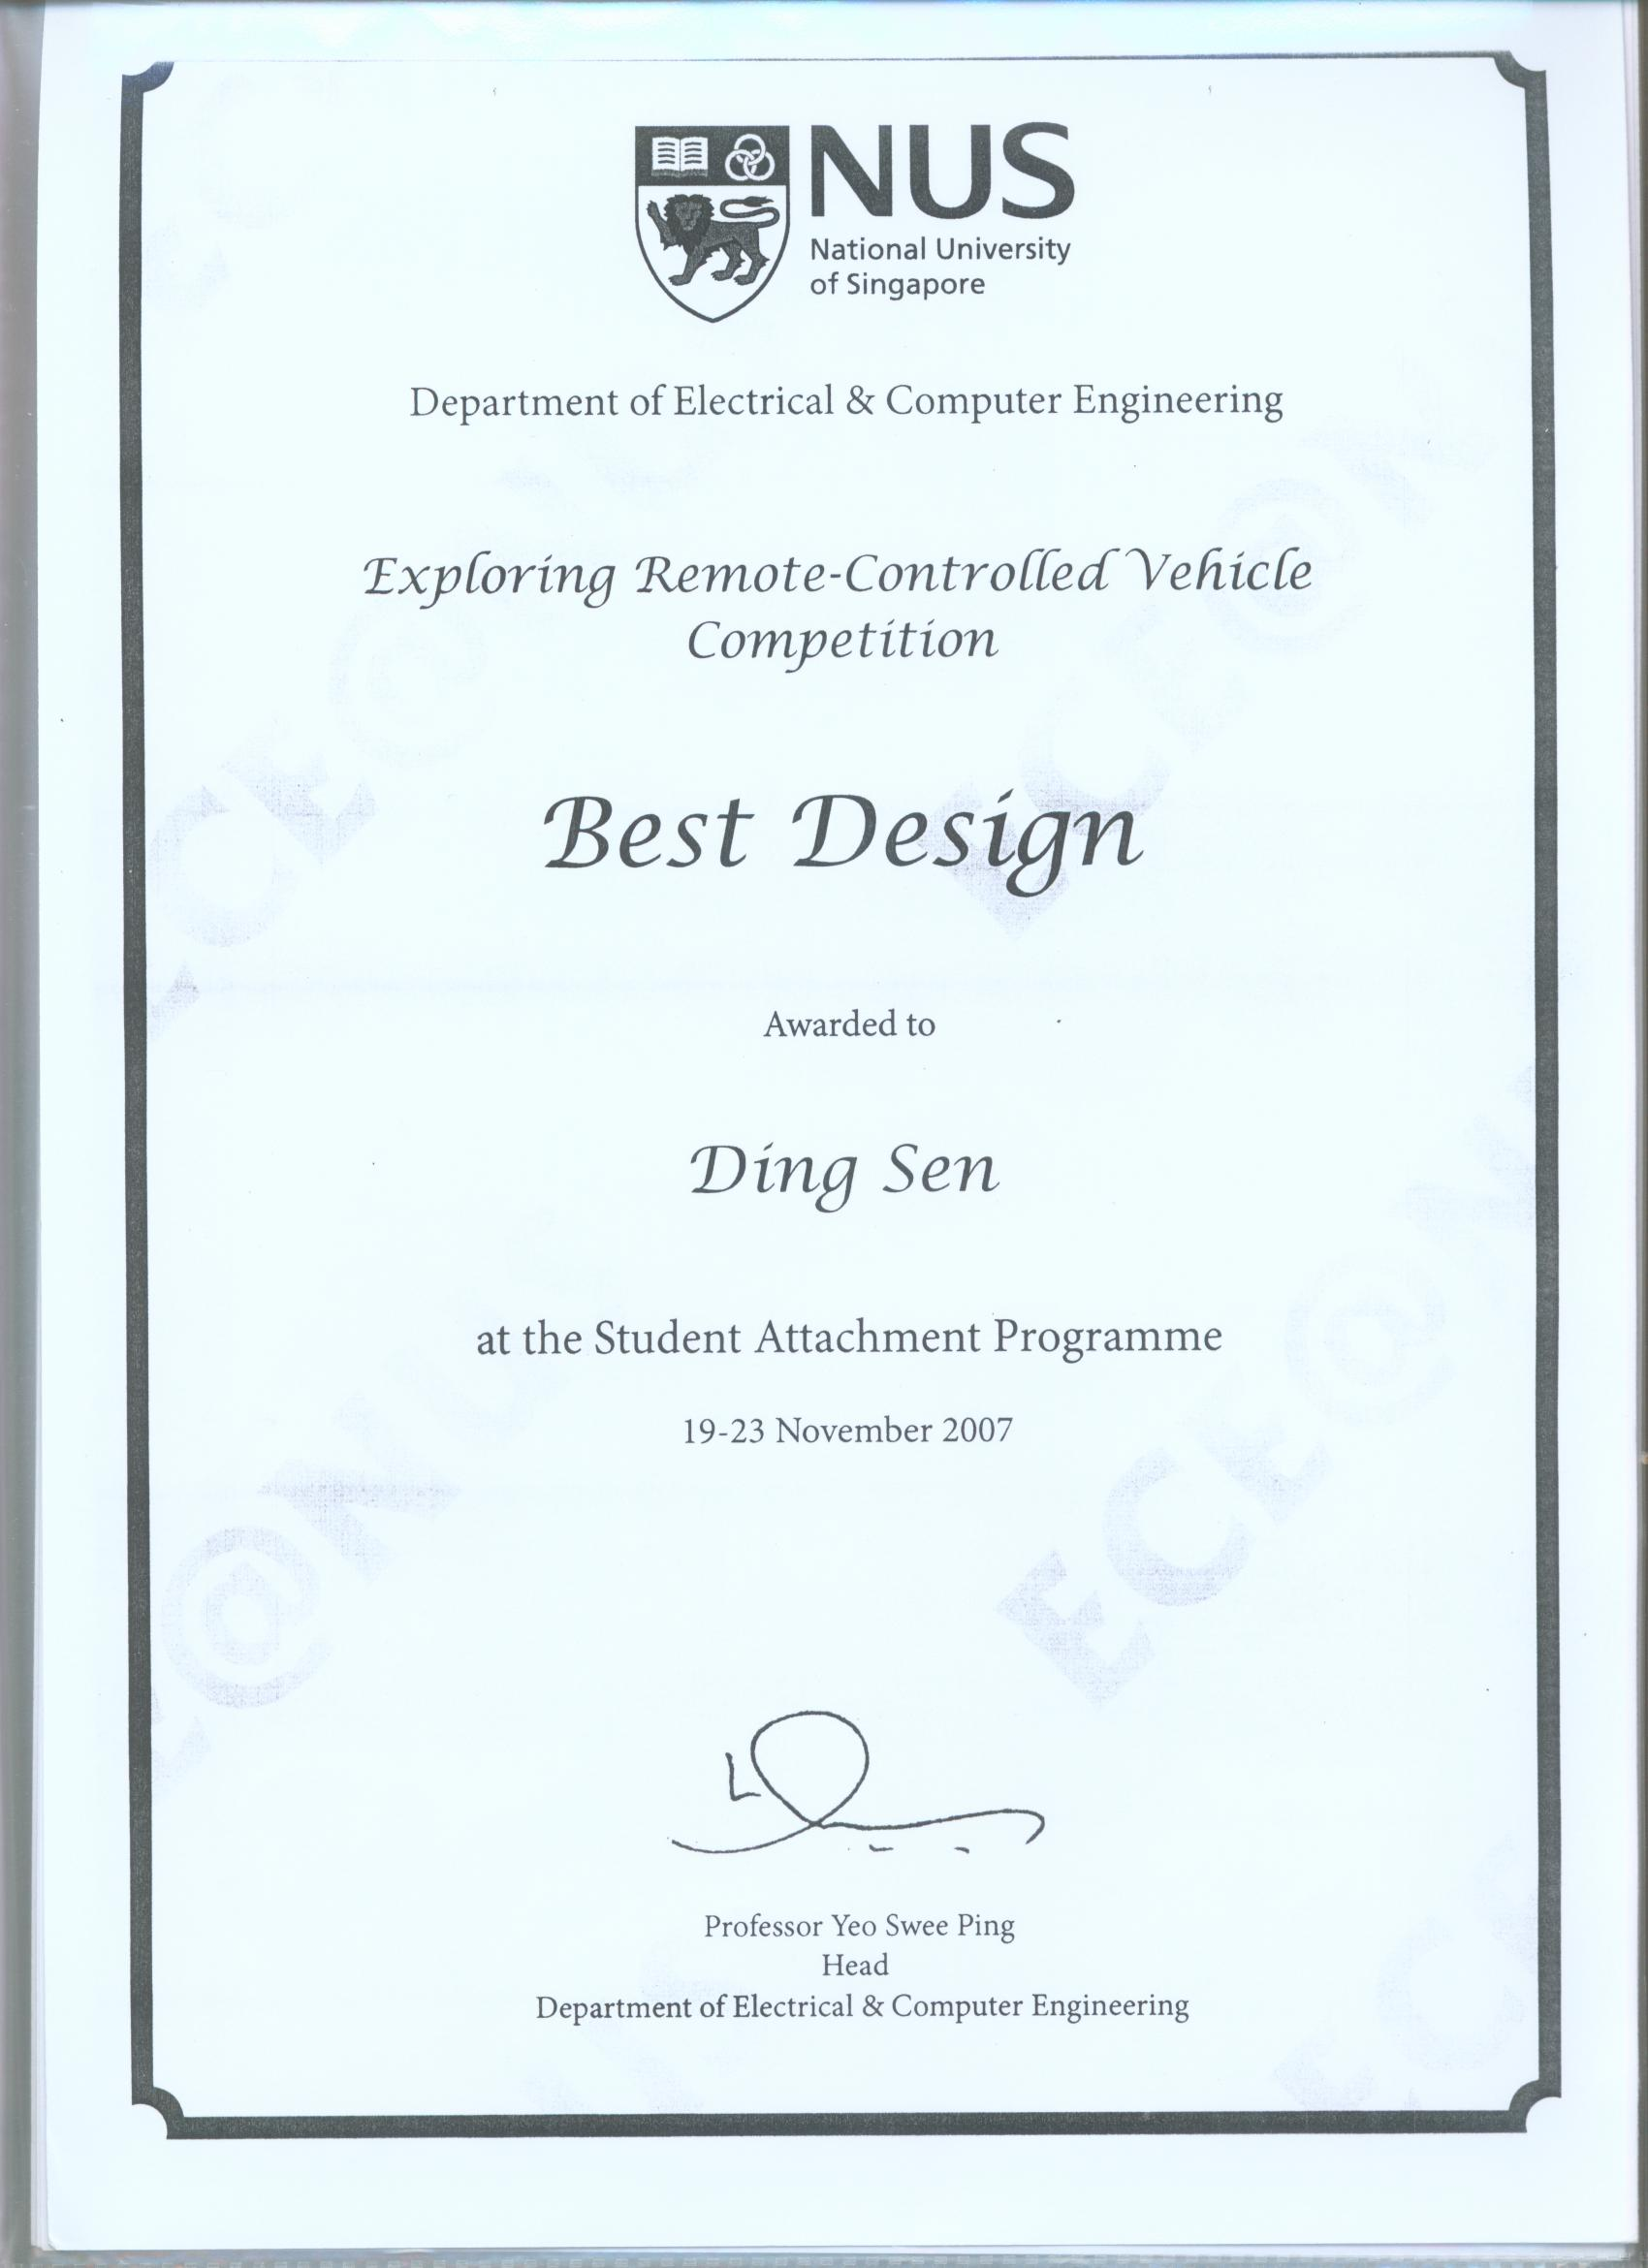 NUS
National University
of Singapore
Department of Electrical & Computer Engineering
Exploring Remote-Controlled Vehicle
Competition
Best Design
Awarded to
Ding Sen
at the Student Attachment Programme
19-23 November 2007
Professor Yeo Swee Ping
Head
Department of Electrical & Computer Engineering